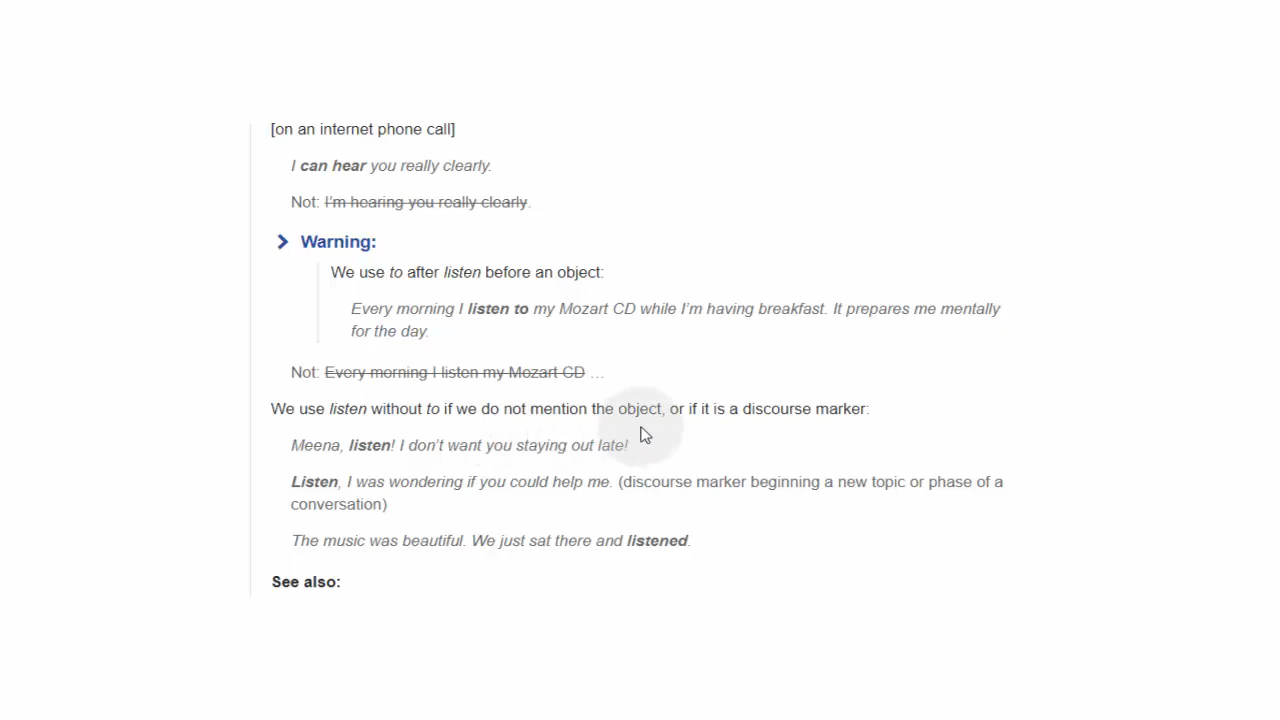 [on an internet phone call]
I can hear you really clearly.
Not: I'm hearing you really clearly.
Warning:
We use to after listen before an object:
Every morning I listen to my Mozart CD while I'm having breakfast. It prepares me mentally
for the day.
Not: Every morning I listen my Mozart CD …
We use listen without to if we do not mention the object, or if it is a discourse marker:
Meena, listen! I don't want you staying out late!
Listen, I was wondering if you could help me. (discourse marker beginning a new topic or phase of a
conversation)
The music was beautiful. We just sat there and listened.
See also: